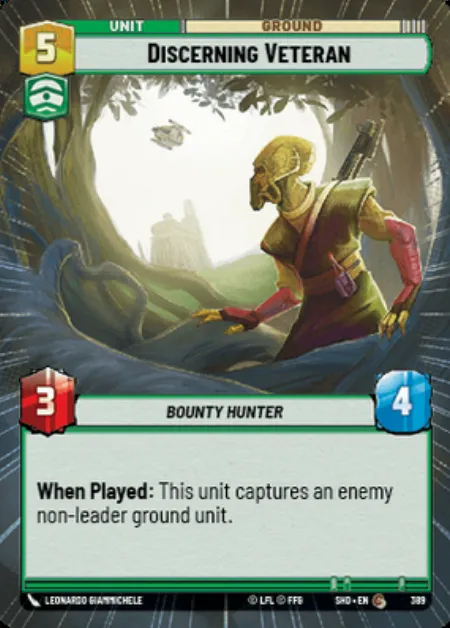 UNIT
GROUND
5
DISCERNING VETERAN
3
BOUNTY HUNTER
4
When Played: This unit captures an enemy
non-leader ground unit.
LEONARDO GIAMMICHELE
© LFL © FFG
SHD • EN
389